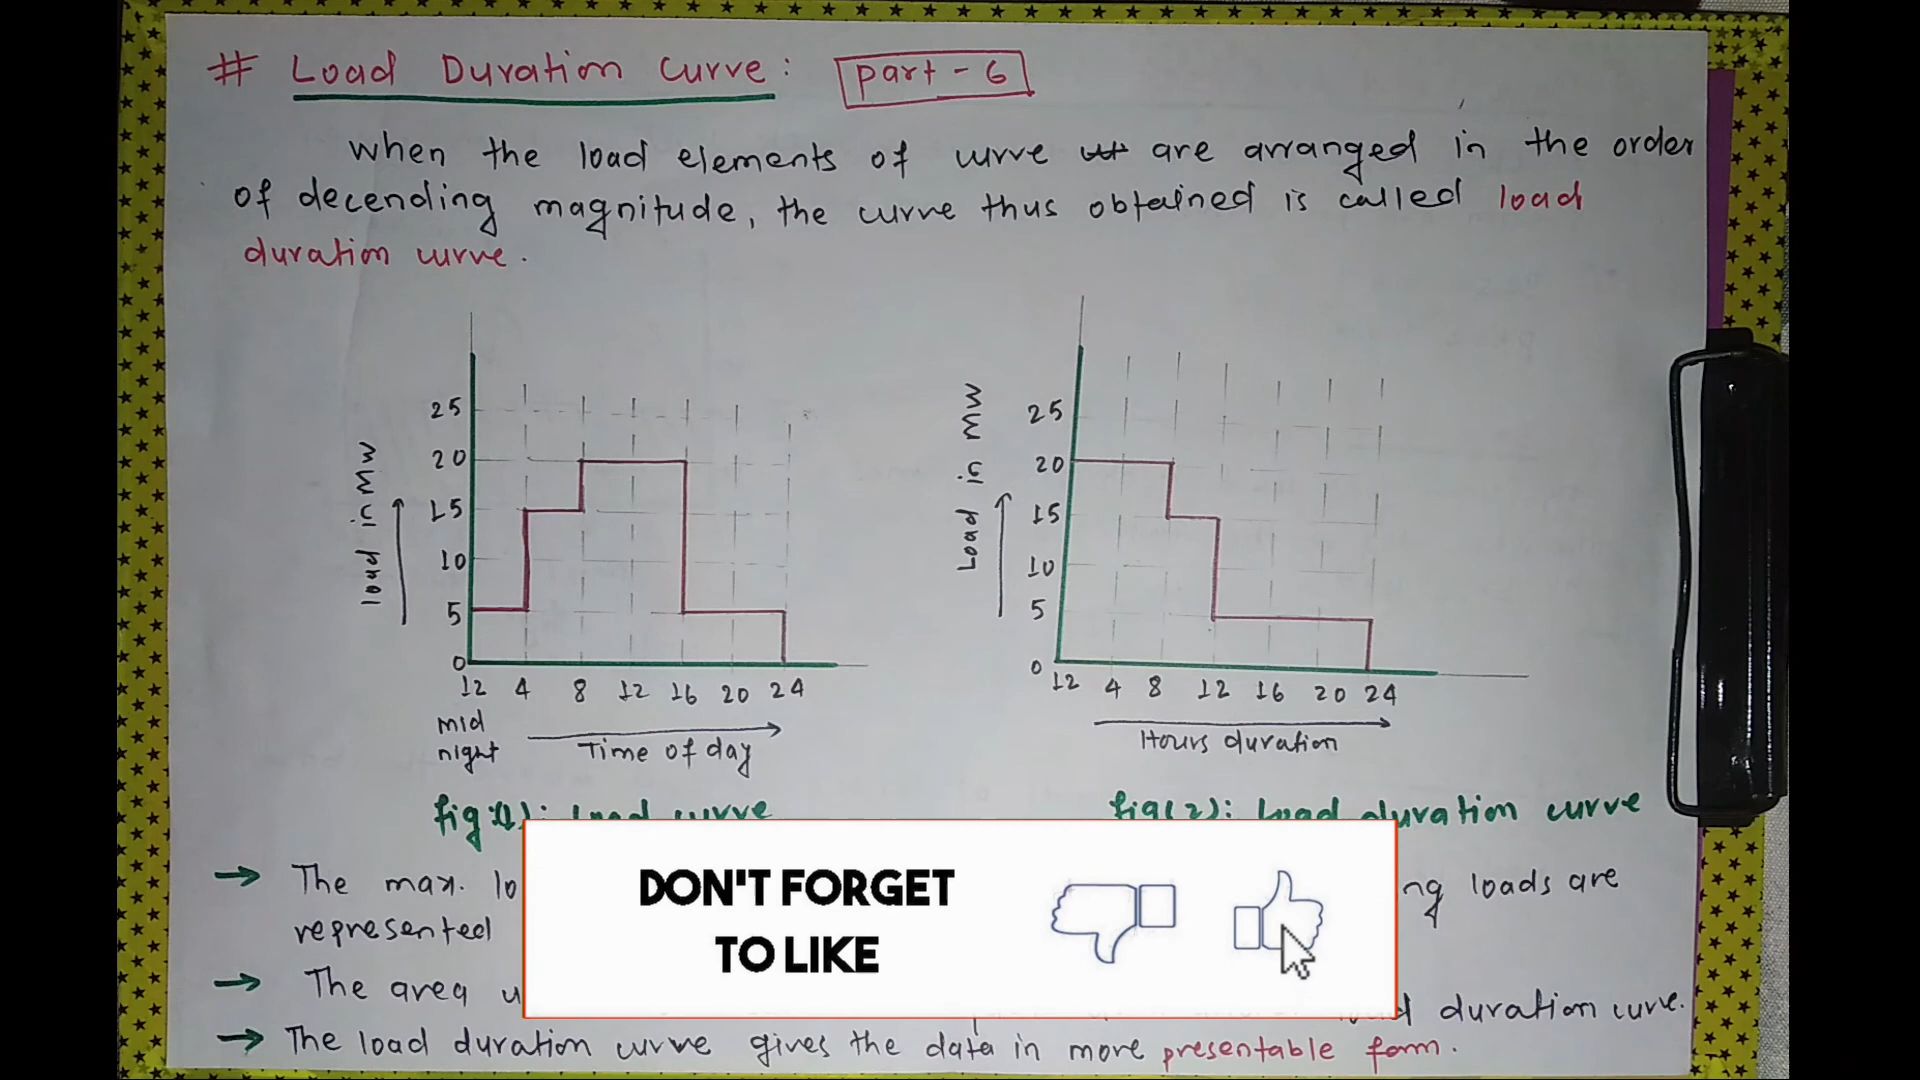 # Load Duration Curve: part - 6
when the load elements of curve are arranged in the order
of decending magnitude, the curve thus obtained is called load
duration curve.
load in MW
25
20
15
10
5
0
12 4 8 12 16 20 24
mid
night
Time of day
fig (1): Load curve
Load in MW
25
20
15
10
5
0
12 4 8 12 16 20 24
Hours duration
fig(2): Load duration curve
→ The max. lo ng loads are
represented
→ The area u duration curve.
→ The load duration curve gives the data in more presentable form.
DON'T FORGET
TO LIKE